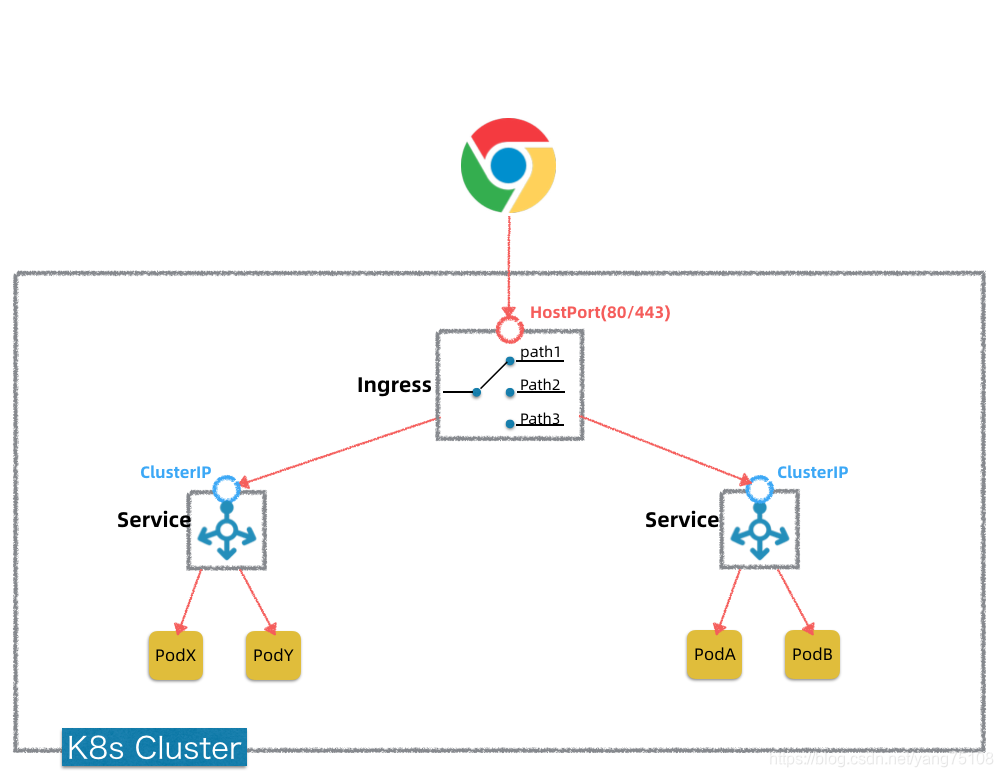 HostPort(80/443)
path1
Ingress
Path2
Path3
ClusterIP
ClusterIP
Service
Service
PodX
PodY
PodA
PodB
K8s Cluster
https://blog.csdn.net/yang75108